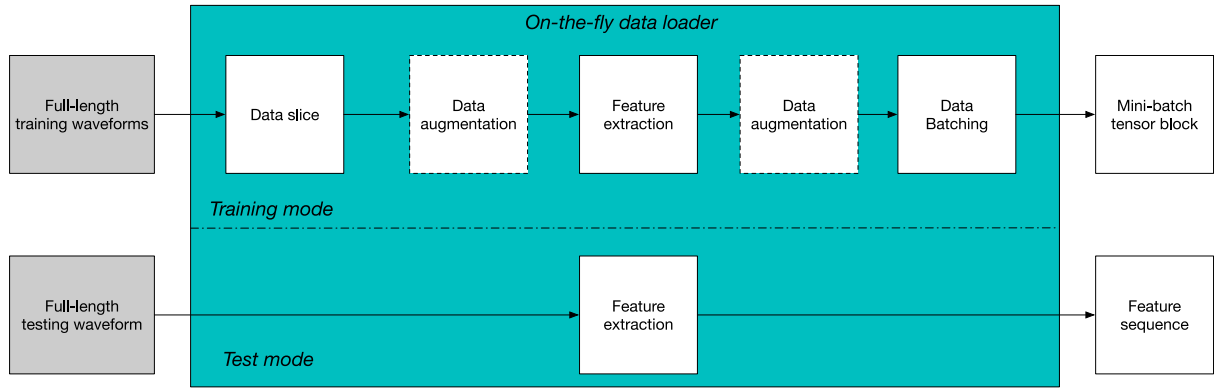 On-the-fly data loader
Full-length
training waveforms
Data slice
Data
augmentation
Feature
extraction
Data
augmentation
Data
Batching
Mini-batch
tensor block
Training mode
Full-length
testing waveform
Feature
extraction
Feature
sequence
Test mode